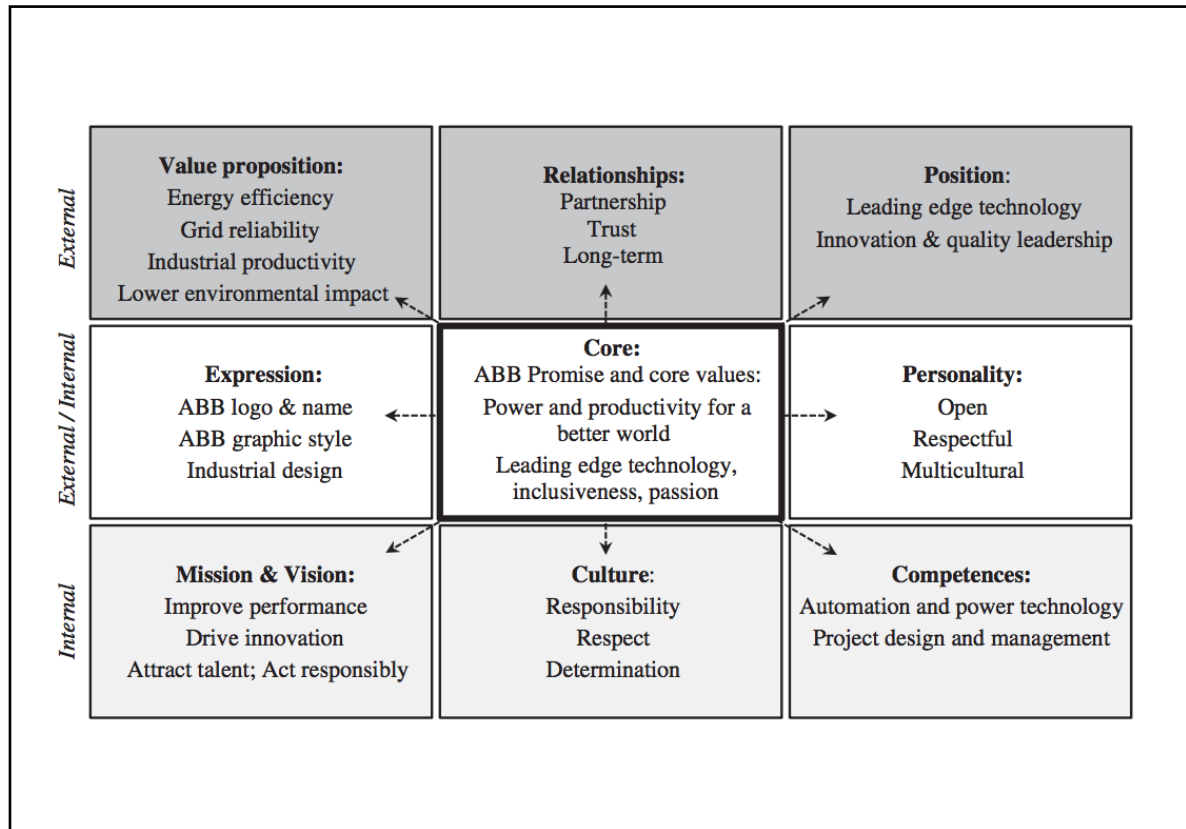 External
Value proposition:
Energy efficiency
Grid reliability
Industrial productivity
Lower environmental impact
Relationships:
Partnership
Trust
Long-term
Position:
Leading edge technology
Innovation & quality leadership
External / Internal
Expression:
ABB logo & name
ABB graphic style
Industrial design
Core:
ABB Promise and core values:
Power and productivity for a
better world
Leading edge technology,
inclusiveness, passion
Personality:
Open
Respectful
Multicultural
Internal
Mission & Vision:
Improve performance
Drive innovation
Attract talent; Act responsibly
Culture:
Responsibility
Respect
Determination
Competences:
Automation and power technology
Project design and management